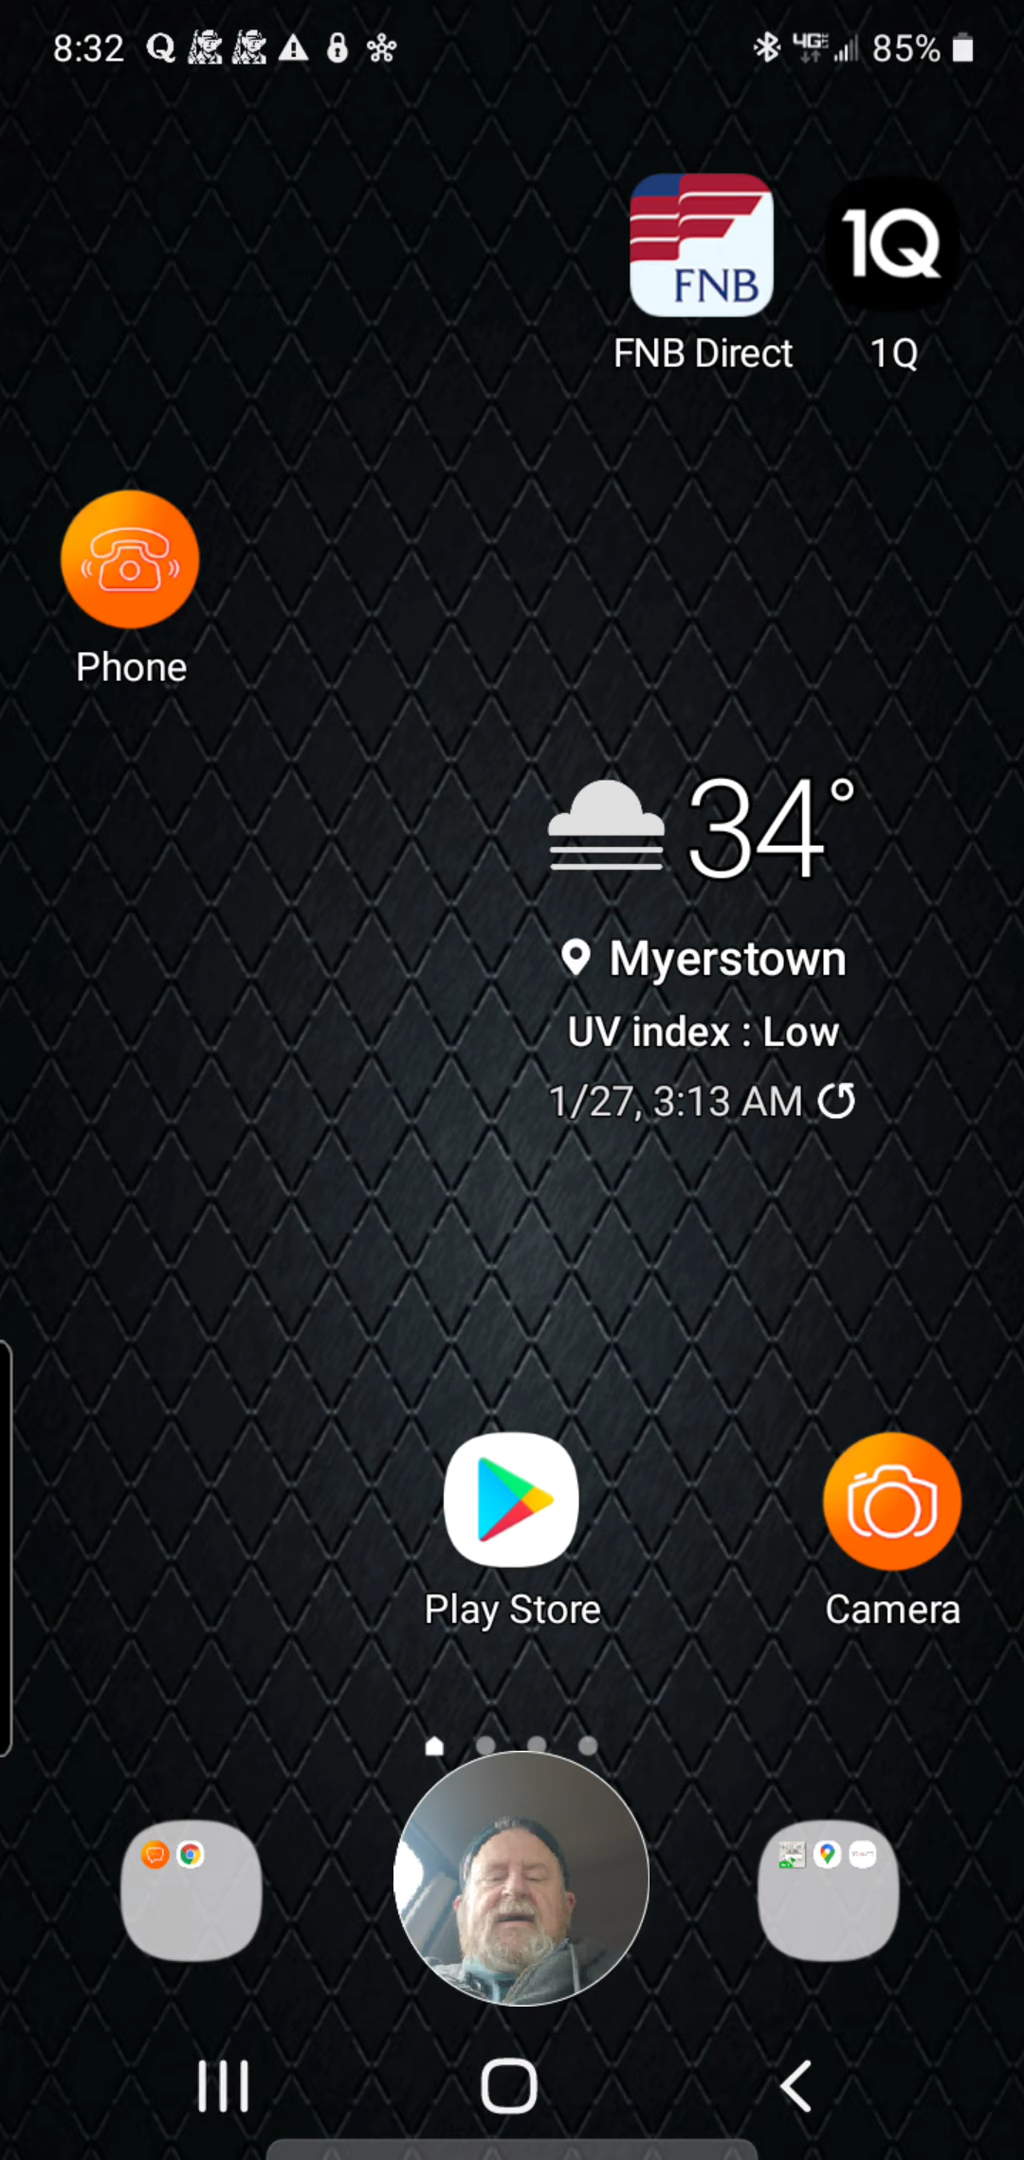 8:32 Q 4GE 85%
FNB
1Q
FNB Direct 1Q
Phone
34°
Myerstown
UV index : Low
1/27, 3:13 AM
Play Store Camera